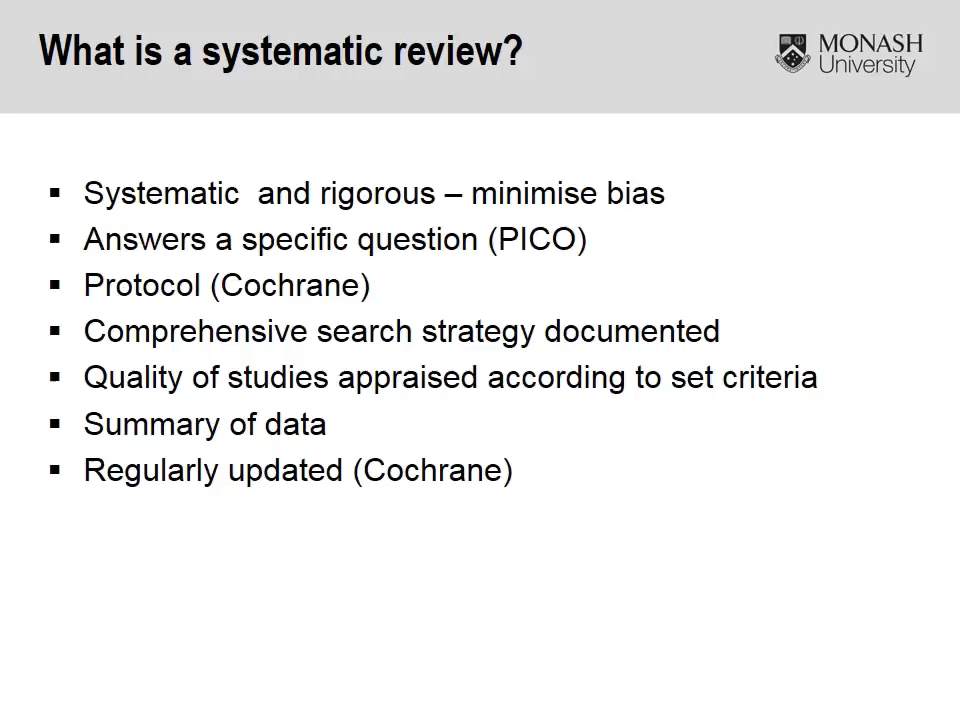 What is a systematic review?
MONASH
University
▪ Systematic  and rigorous – minimise bias
▪ Answers a specific question (PICO)
▪ Protocol (Cochrane)
▪ Comprehensive search strategy documented
▪ Quality of studies appraised according to set criteria
▪ Summary of data
▪ Regularly updated (Cochrane)